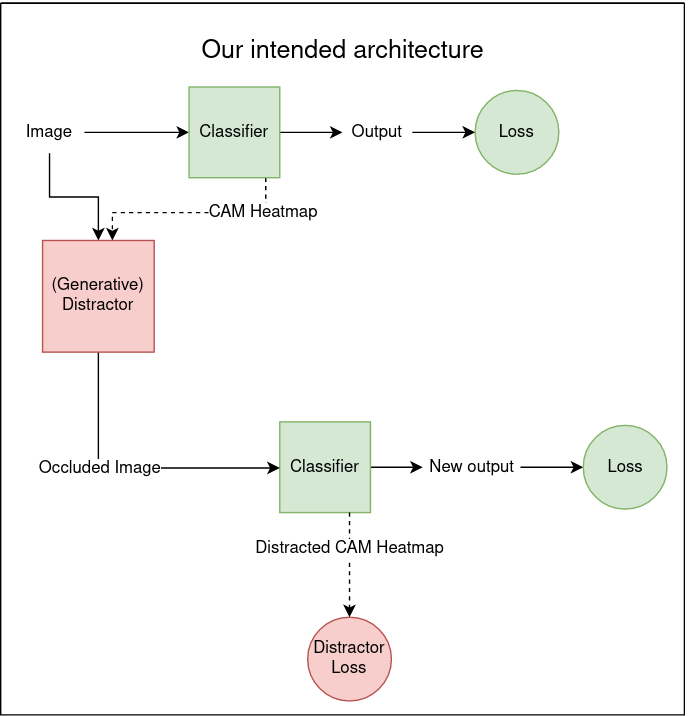 Our intended architecture
Image
Classifier
Output
Loss
CAM Heatmap
(Generative)
Distractor
Occluded Image
Classifier
New output
Loss
Distracted CAM Heatmap
Distractor
Loss